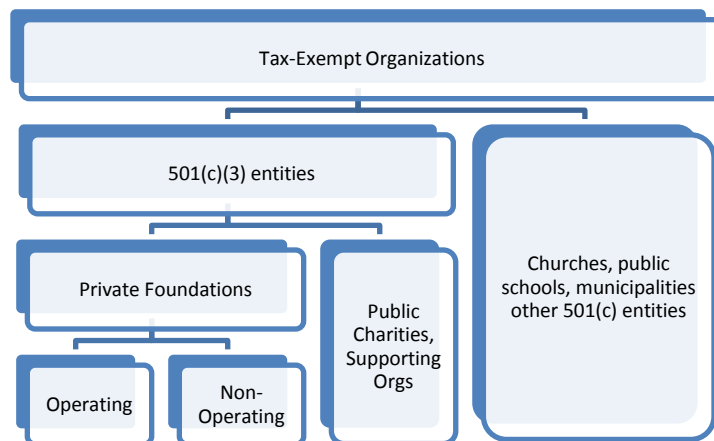 Tax-Exempt Organizations
501(c)(3) entities
Churches, public
schools, municipalities
other 501(c) entities
Private Foundations
Public
Charities,
Supporting
Orgs
Operating
Non-
Operating